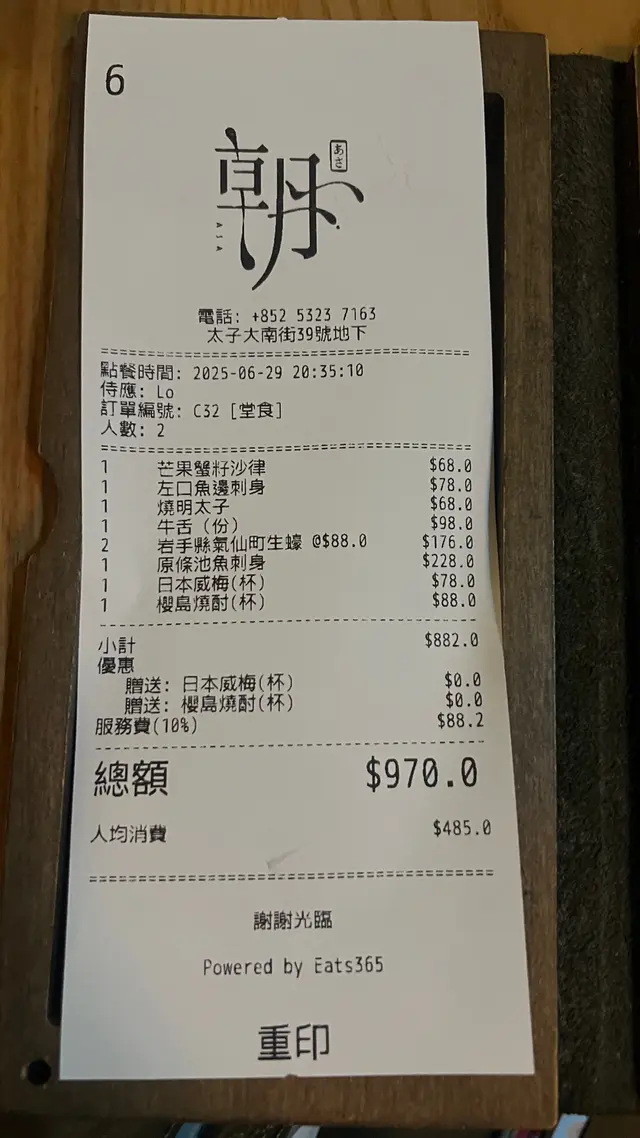 6
朝
あさ
ASA
電話: +852 5323 7163
太子大南街39號地下
點餐時間: 2025-06-29 20:35:10
侍應: Lo
訂單編號: C32 [堂食]
人數: 2
1 芒果蟹籽沙律 $68.0
1 左口魚邊刺身 $78.0
1 燒明太子 $68.0
1 牛舌 (份) $98.0
2 岩手縣氣仙町生蠔 @$88.0 $176.0
1 原條池魚刺身 $228.0
1 日本威梅(杯) $78.0
1 櫻島燒酎(杯) $88.0
小計 $882.0
優惠
贈送: 日本威梅(杯) $0.0
贈送: 櫻島燒酎(杯) $0.0
服務費(10%) $88.2
總額 $970.0
人均消費 $485.0
謝謝光臨
Powered by Eats365
重印